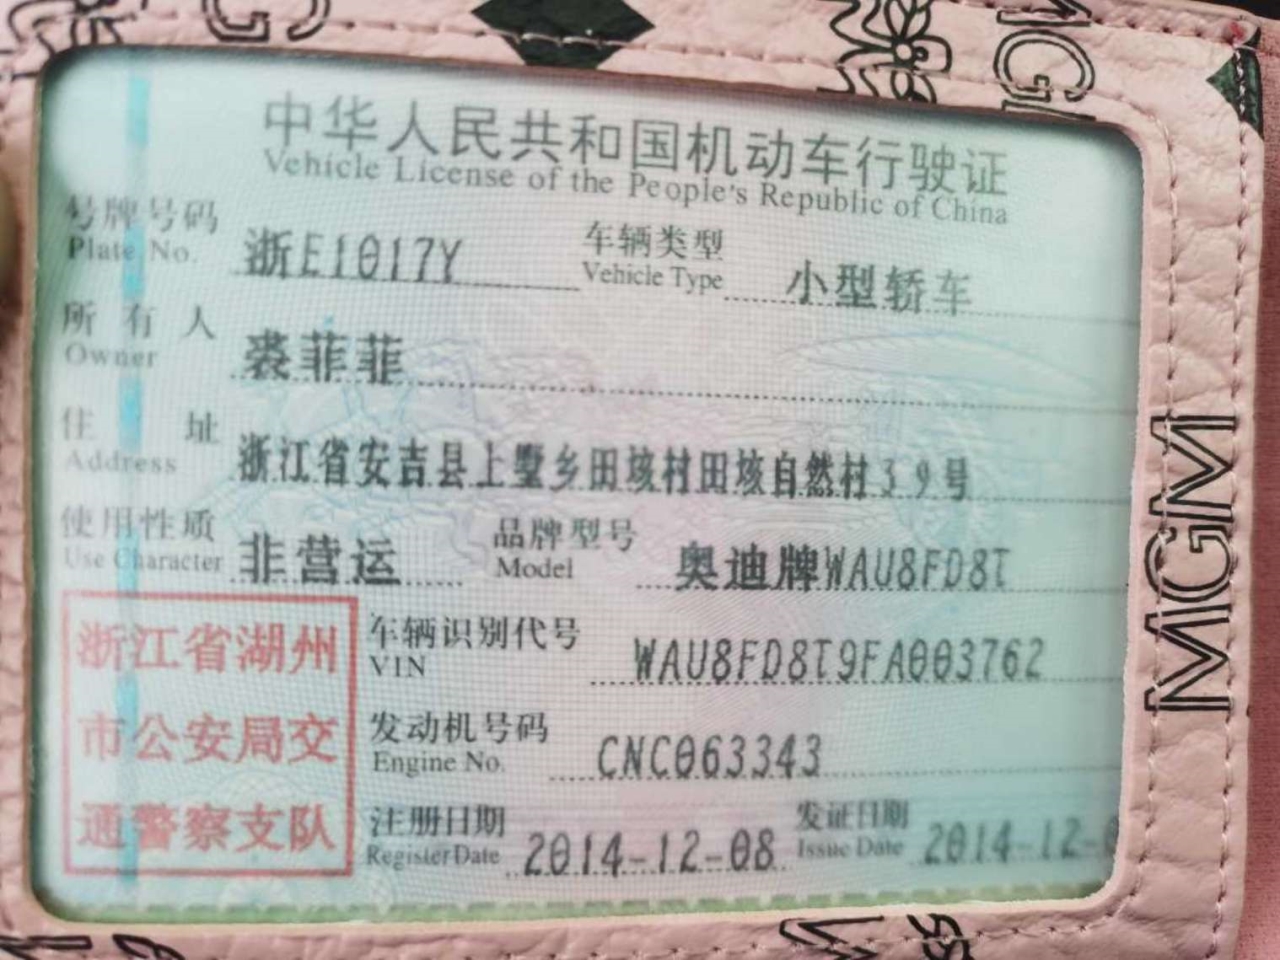 中华人民共和国机动车行驶证
Vehicle License of the People's Republic of China
号牌号码 浙E1017Y 车辆类型 小型轿车
Plate No. Vehicle Type
所有人 裘菲菲
Owner
住址 浙江省安吉县上墅乡田垓村田垓自然村39号
Address
使用性质 非营运 品牌型号 奥迪牌WAU8FD8T
Use Character Model
浙江省湖州
市公安局交
通警察支队
车辆识别代号 WAU8FD8T9FA003762
VIN
发动机号码 CNC063343
Engine No.
注册日期 2014-12-08 发证日期 2014-12-
Register Date Issue Date
MGM